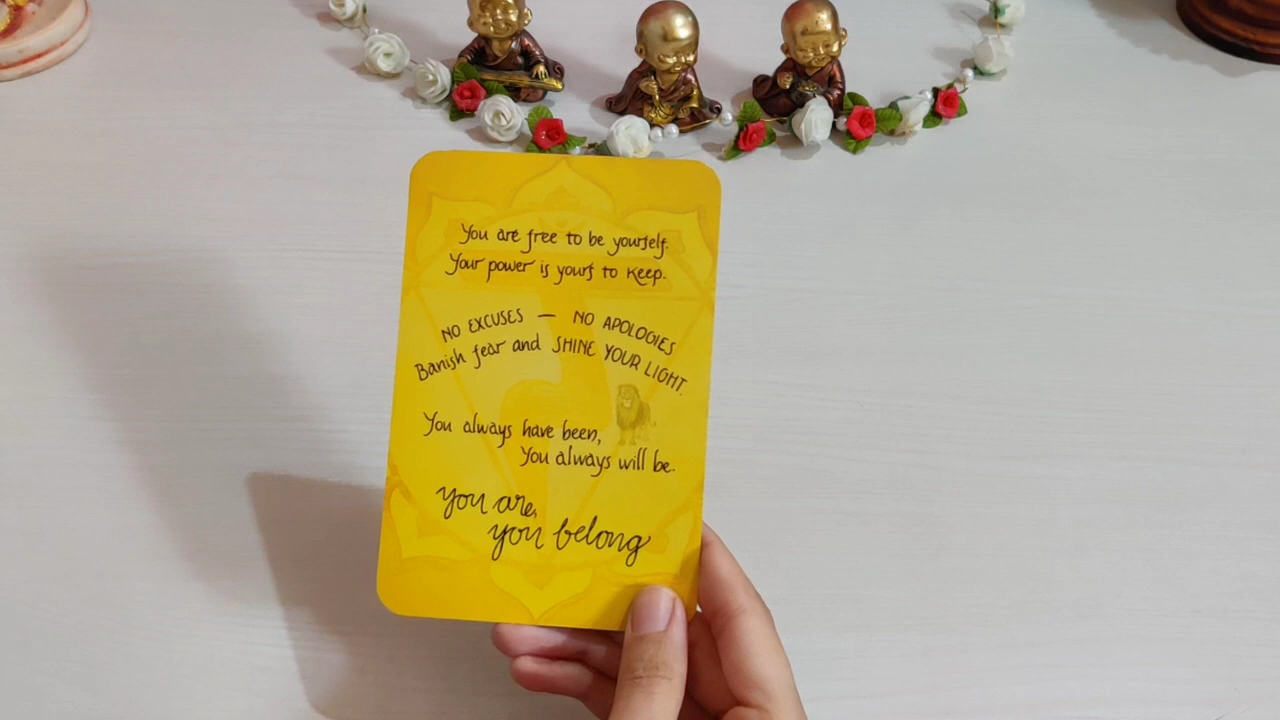 You are free to be yourself.
Your power is yours to keep.
NO EXCUSES — NO APOLOGIES
Banish fear and SHINE YOUR LIGHT.
You always have been,
You always will be.
you are,
you belong